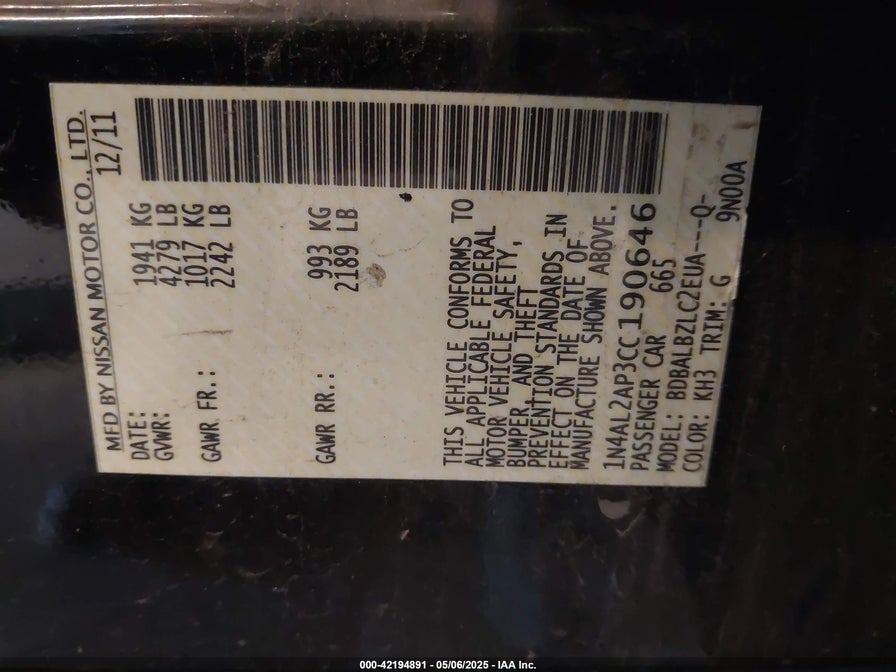 MFD BY NISSAN MOTOR CO., LTD.
DATE: 12/11
GVWR: 1941 KG
4279 LB
GAWR FR.: 1017 KG
2242 LB
GAWR RR.: 993 KG
2189 LB
THIS VEHICLE CONFORMS TO
ALL APPLICABLE FEDERAL
MOTOR VEHICLE SAFETY,
BUMPER, AND THEFT
PREVENTION STANDARDS IN
EFFECT ON THE DATE OF
MANUFACTURE SHOWN ABOVE.
1N4AL2AP3CC190646
PASSENGER CAR 665
MODEL: BDBALBZLC2EUA---Q-
COLOR: KH3 TRIM: G 9N00A
000-42194891 - 05/06/2025 - IAA Inc.